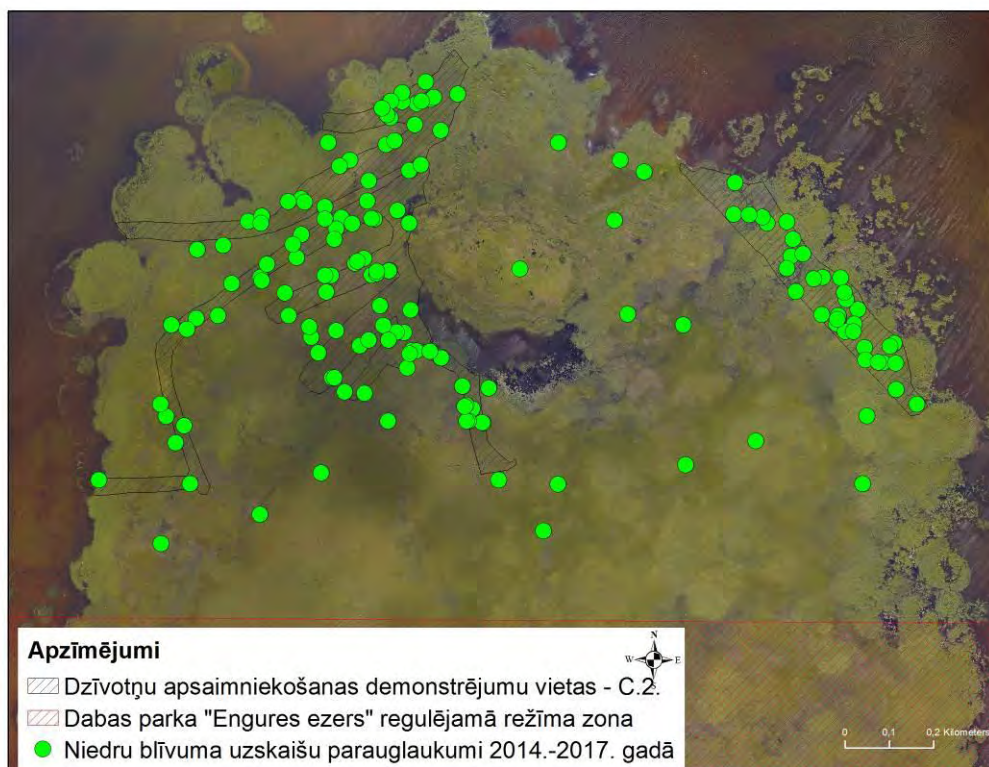 Apzīmējumi
N
W E
S
Dzīvotņu apsaimniekošanas demonstrējumu vietas - C.2.
Dabas parka "Engures ezers" regulējamā režīma zona
Niedru blīvuma uzskaišu parauglaukumi 2014.-2017. gadā
0 0,1 0,2 Kilometers